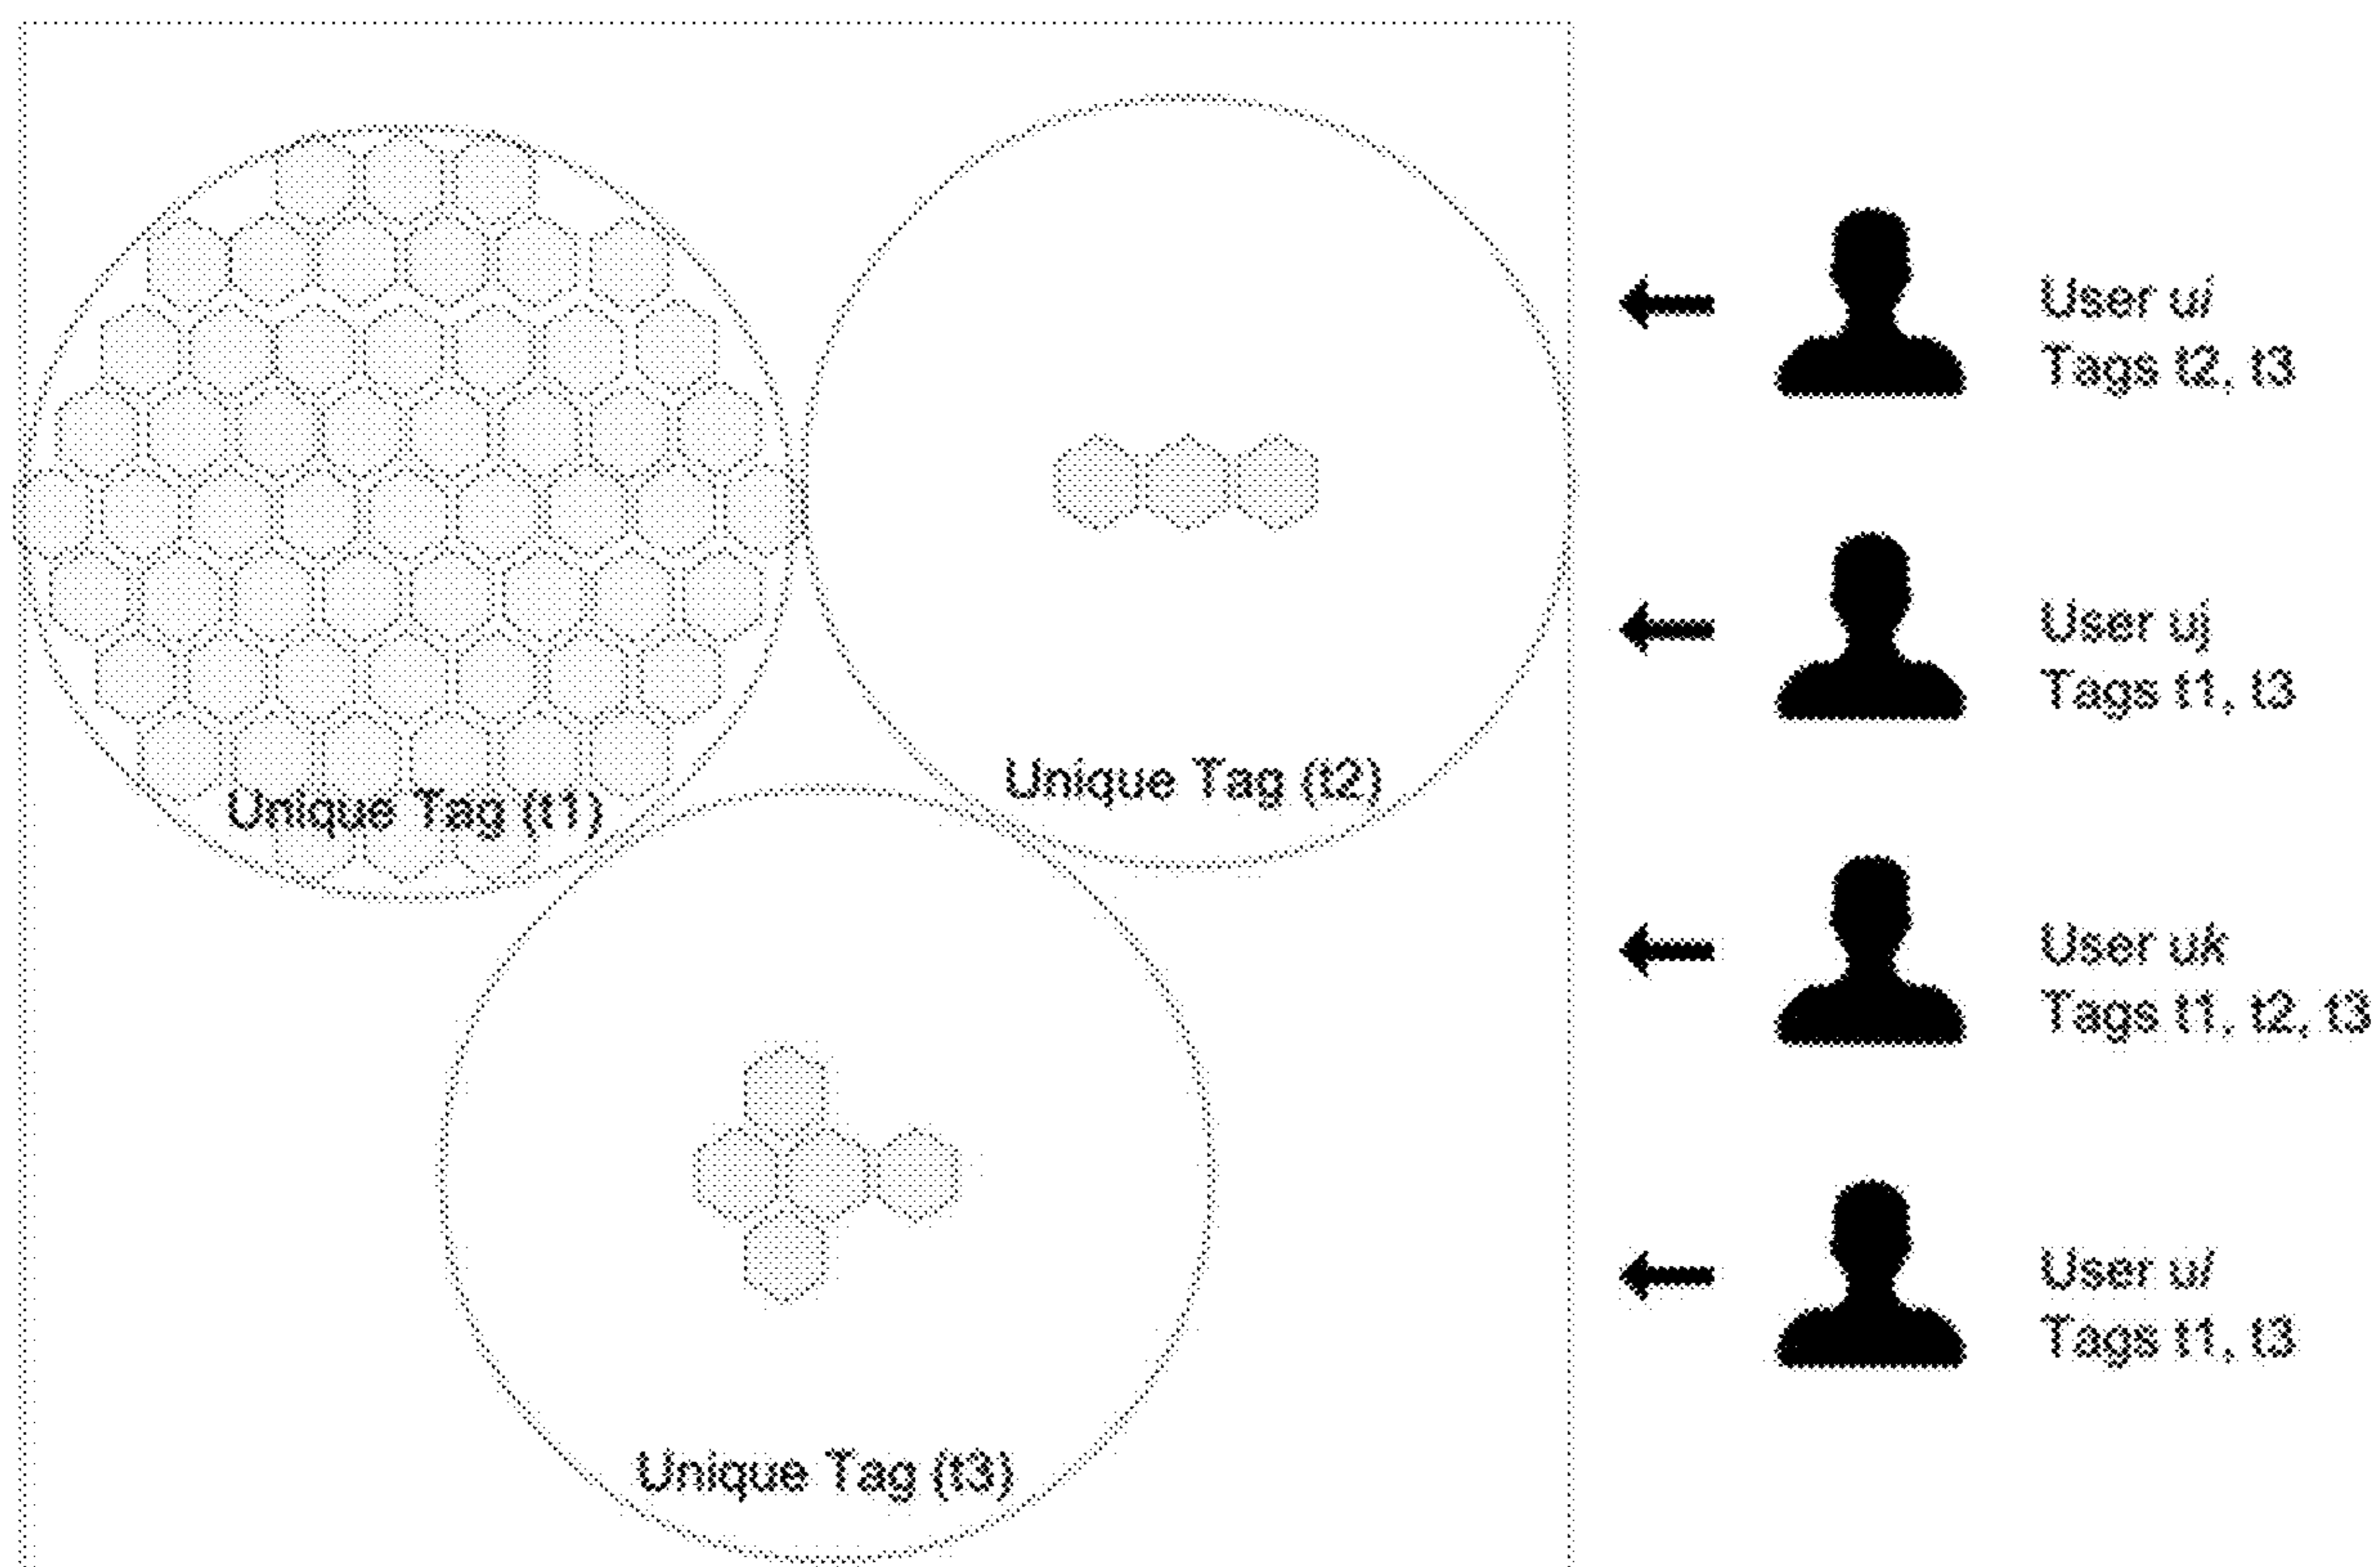 Unique Tag (t1)
Unique Tag (t2)
Unique Tag (t3)
User ui
Tags t2, t3
User uj
Tags t1, t3
User uk
Tags t1, t2, t3
User ul
Tags t1, t3